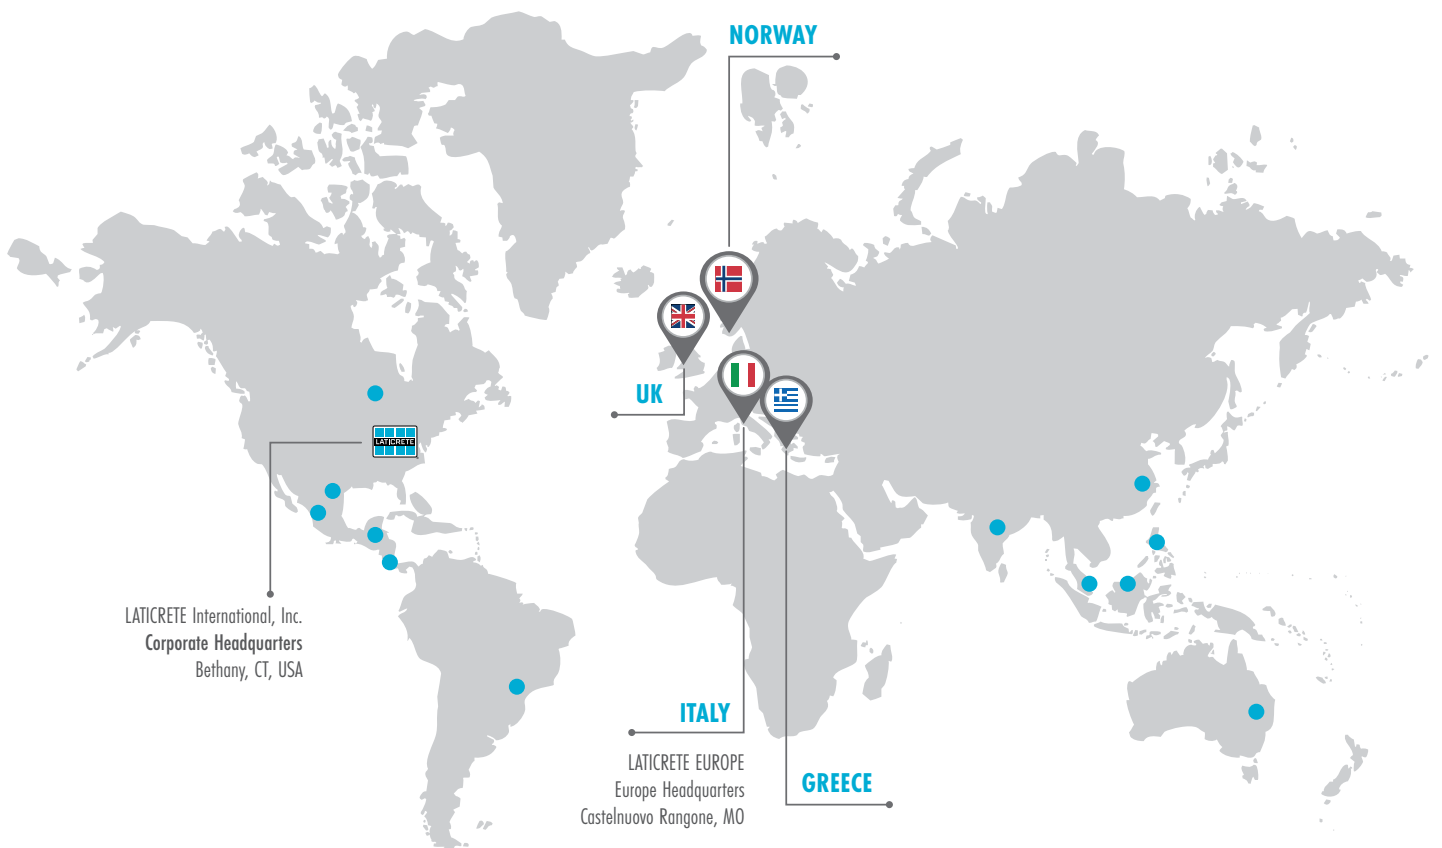 NORWAY
UK
LATICRETE
LATICRETE International, Inc.
Corporate Headquarters
Bethany, CT, USA
ITALY
LATICRETE EUROPE
Europe Headquarters
Castelnuovo Rangone, MO
GREECE